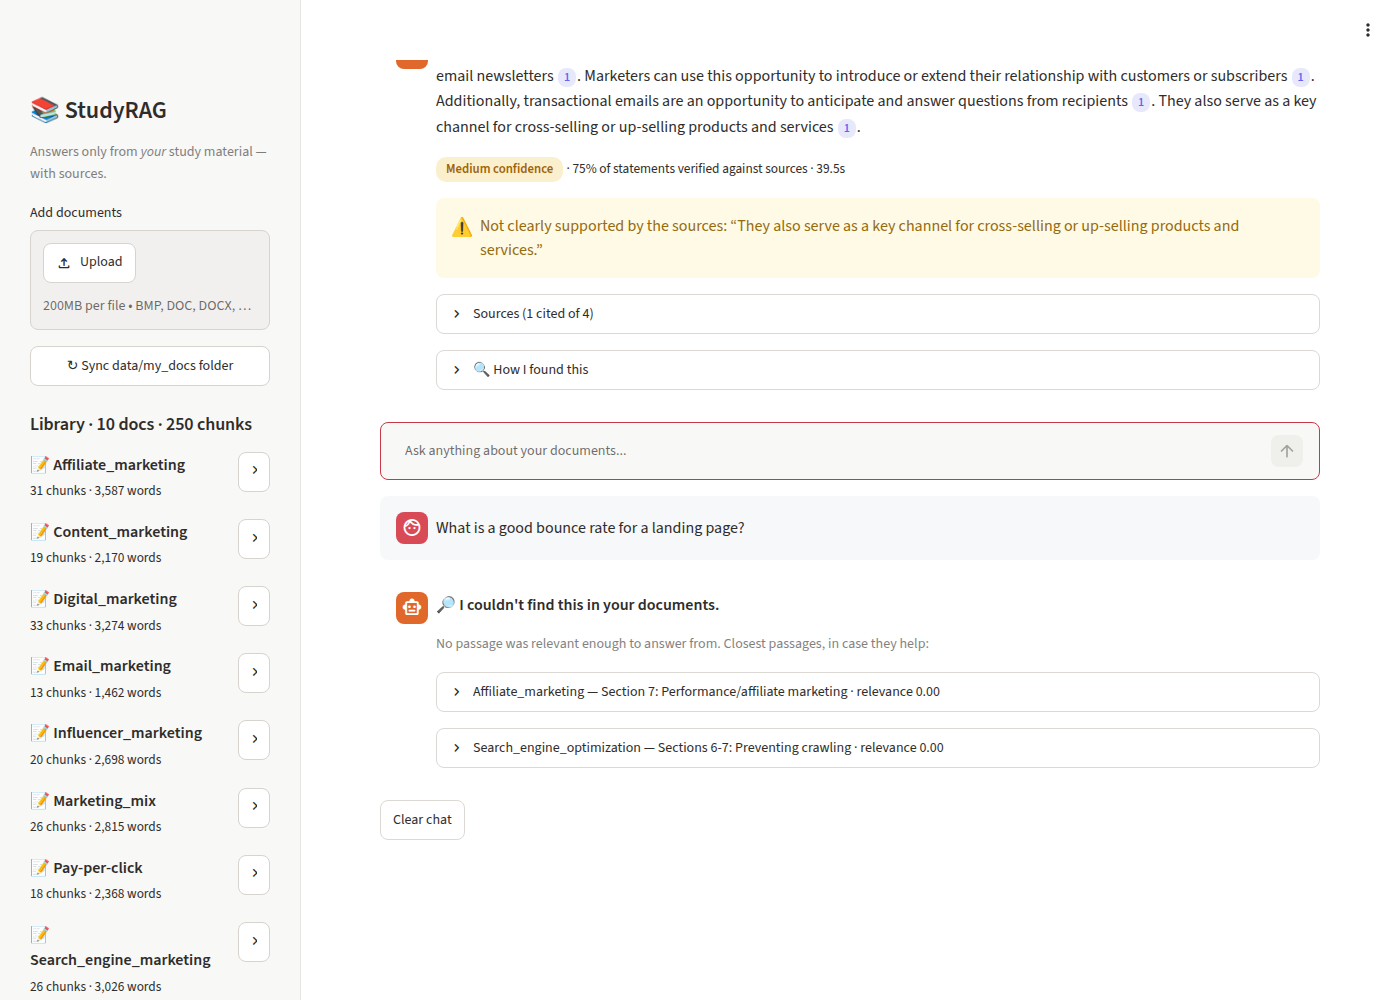 📚 StudyRAG
Answers only from your study material —
with sources.
Add documents
Upload
200MB per file • BMP, DOC, DOCX, …
↻ Sync data/my_docs folder
Library · 10 docs · 250 chunks
📝 Affiliate_marketing
31 chunks · 3,587 words
📝 Content_marketing
19 chunks · 2,170 words
📝 Digital_marketing
33 chunks · 3,274 words
📝 Email_marketing
13 chunks · 1,462 words
📝 Influencer_marketing
20 chunks · 2,698 words
📝 Marketing_mix
26 chunks · 2,815 words
📝 Pay-per-click
18 chunks · 2,368 words
📝
Search_engine_marketing
26 chunks · 3,026 words
email newsletters 1 . Marketers can use this opportunity to introduce or extend their relationship with customers or subscribers 1 .
Additionally, transactional emails are an opportunity to anticipate and answer questions from recipients 1 . They also serve as a key
channel for cross-selling or up-selling products and services 1 .
Medium confidence · 75% of statements verified against sources · 39.5s
⚠️ Not clearly supported by the sources: “They also serve as a key channel for cross-selling or up-selling products and
services.”
Sources (1 cited of 4)
🔍 How I found this
Ask anything about your documents...
What is a good bounce rate for a landing page?
🔎 I couldn't find this in your documents.
No passage was relevant enough to answer from. Closest passages, in case they help:
Affiliate_marketing — Section 7: Performance/affiliate marketing · relevance 0.00
Search_engine_optimization — Sections 6-7: Preventing crawling · relevance 0.00
Clear chat